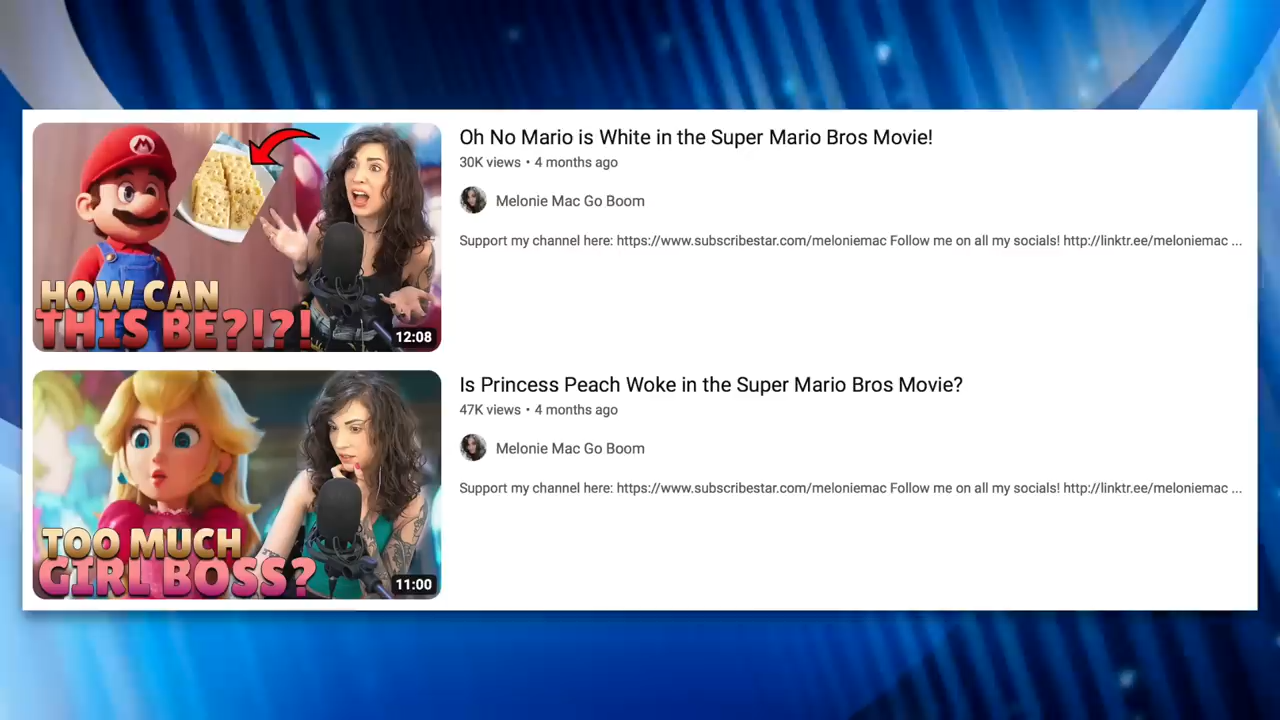 Oh No Mario is White in the Super Mario Bros Movie!
30K views • 4 months ago
Melonie Mac Go Boom
Support my channel here: https://www.subscribestar.com/meloniemac Follow me on all my socials! http://linktr.ee/meloniemac ...
M
HOW CAN
THIS BE?!?!
12:08
Is Princess Peach Woke in the Super Mario Bros Movie?
47K views • 4 months ago
Melonie Mac Go Boom
Support my channel here: https://www.subscribestar.com/meloniemac Follow me on all my socials! http://linktr.ee/meloniemac ...
TOO MUCH
GIRL BOSS?
11:00